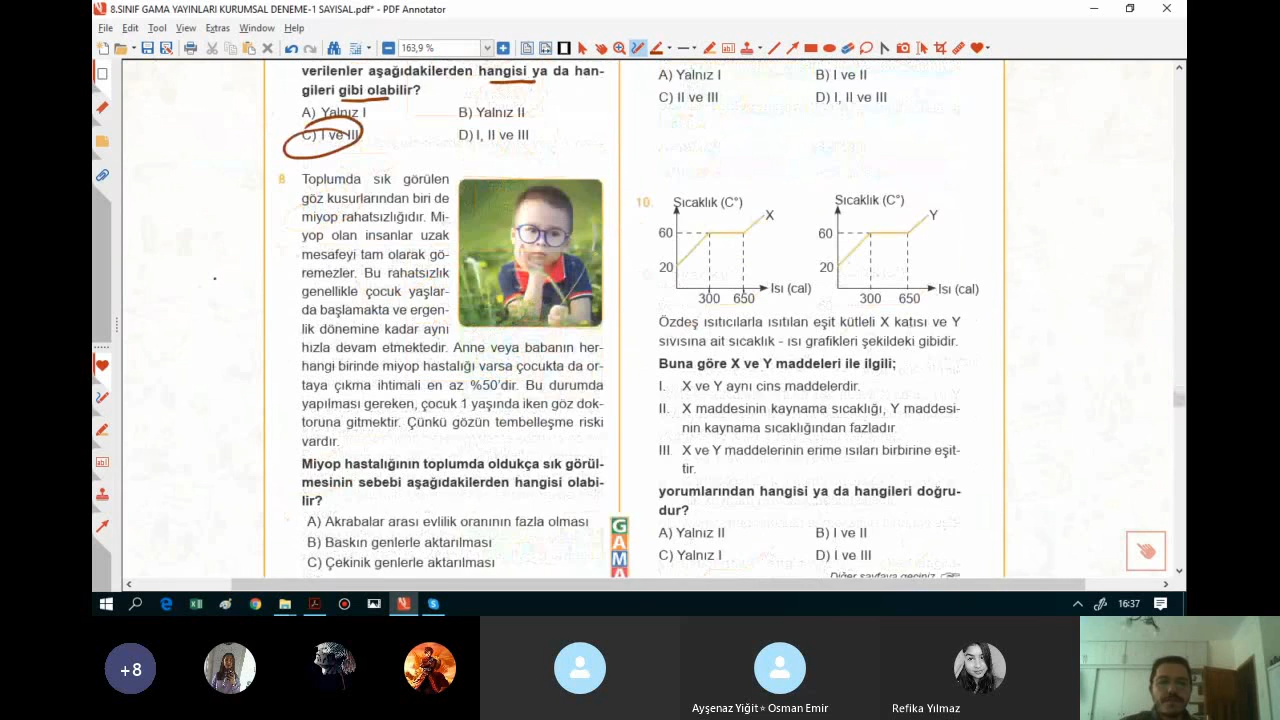 8.SINIF GAMA YAYINLARI KURUMSAL DENEME-1 SAYISAL.pdf* - PDF Annotator
File Edit Tool View Extras Window Help
163,9 %
verilenler aşağıdakilerden hangisi ya da han-
gileri gibi olabilir?
A) Yalnız I B) Yalnız II
C) I ve III D) I, II ve III
8 Toplumda sık görülen
göz kusurlarından biri de
miyop rahatsızlığıdır. Mi-
yop olan insanlar uzak
mesafeyi tam olarak gö-
remezler. Bu rahatsızlık
genellikle çocuk yaşlar-
da başlamakta ve ergen-
lik dönemine kadar aynı
hızla devam etmektedir. Anne veya babanın her-
hangi birinde miyop hastalığı varsa çocukta da or-
taya çıkma ihtimali en az %50'dir. Bu durumda
yapılması gereken, çocuk 1 yaşında iken göz dok-
toruna gitmektir. Çünkü gözün tembelleşme riski
vardır.
Miyop hastalığının toplumda oldukça sık görül-
mesinin sebebi aşağıdakilerden hangisi olabi-
lir?
A) Akrabalar arası evlilik oranının fazla olması
B) Baskın genlerle aktarılması
C) Çekinik genlerle aktarılması
GAMA
A) Yalnız I B) I ve II
C) II ve III D) I, II ve III
10. Sıcaklık (C°) Sıcaklık (C°)
X Y
60 60
20 20
Isı (cal) Isı (cal)
300 650 300 650
Özdeş ısıtıcılarla ısıtılan eşit kütleli X katısı ve Y
sıvısına ait sıcaklık - ısı grafikleri şekildeki gibidir.
Buna göre X ve Y maddeleri ile ilgili;
I. X ve Y aynı cins maddelerdir.
II. X maddesinin kaynama sıcaklığı, Y maddesi-
nin kaynama sıcaklığından fazladır.
III. X ve Y maddelerinin erime ısıları birbirine eşit-
tir.
yorumlarından hangisi ya da hangileri doğru-
dur?
A) Yalnız II B) I ve II
C) Yalnız I D) I ve III
Diğer sayfaya geçiniz
16:37
+8
Ayşenaz Yiğit⭐Osman Emir
Refika Yılmaz